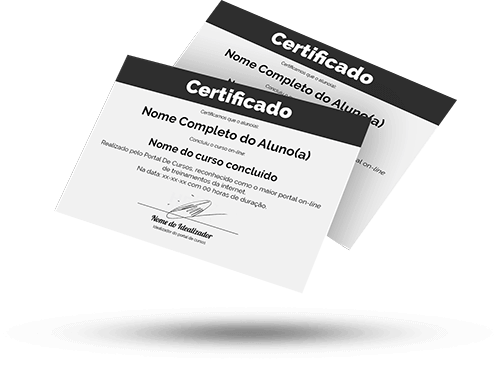 Certificado
Certificamos que o aluno(a):
Nome Completo do Aluno(a)
Concluiu o curso on-line:
Nome do curso concluído
Realizado pelo Portal De Cursos, reconhecido como o maior portal on-line
de treinamentos da internet.
Na data: xx-xx-xx com 00 horas de duração.
Nome do Idealizador
Idealizador do portal de cursos
Certificado
Certificamos que o aluno(a):
Nome Completo do Aluno(a)
portal on-line